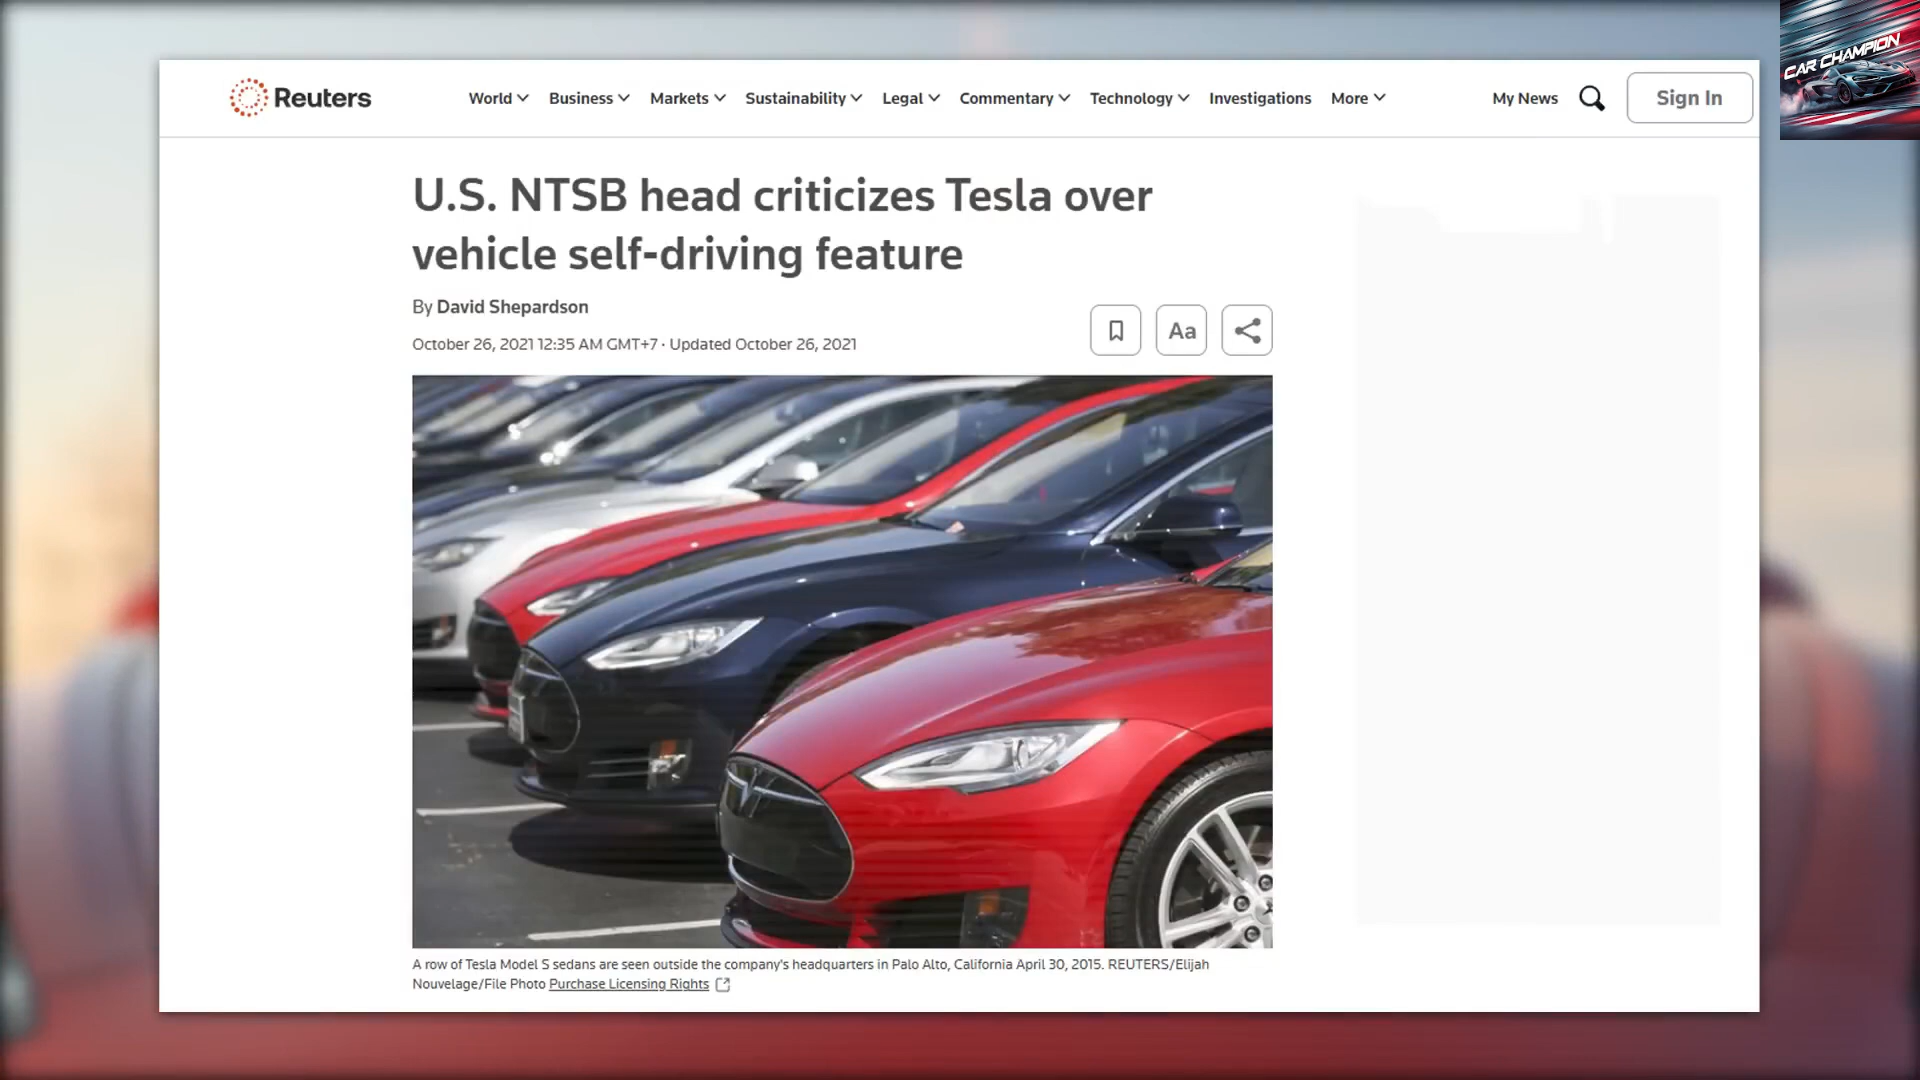 CAR CHAMPION
Reuters
World Business Markets Sustainability Legal Commentary Technology Investigations More My News Sign In
U.S. NTSB head criticizes Tesla over
vehicle self-driving feature
By David Shepardson
October 26, 2021 12:35 AM GMT+7 · Updated October 26, 2021
Aa
A row of Tesla Model S sedans are seen outside the company's headquarters in Palo Alto, California April 30, 2015. REUTERS/Elijah
Nouvelage/File Photo Purchase Licensing Rights